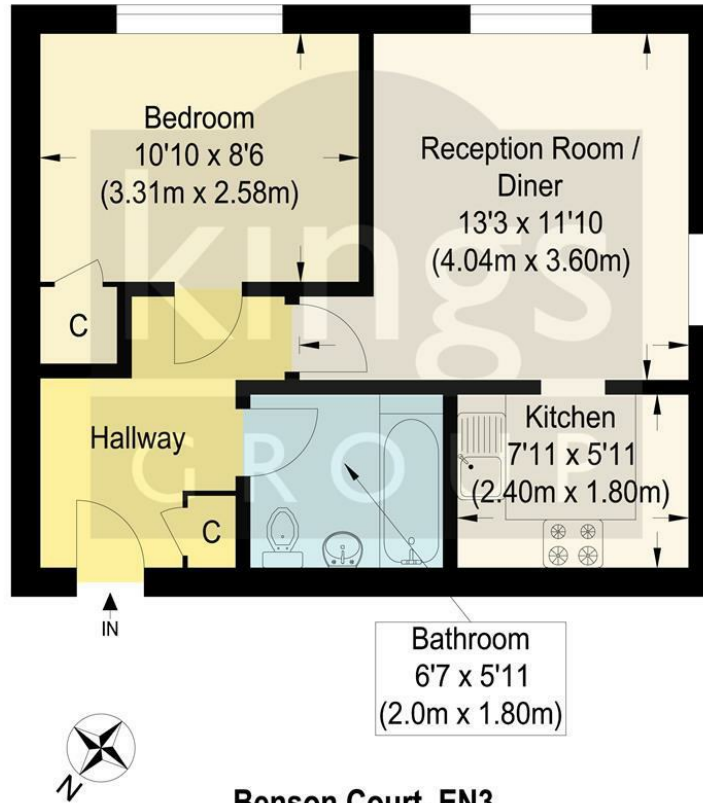 Bedroom
10'10 x 8'6
(3.31m x 2.58m)
Reception Room /
Diner
13'3 x 11'10
(4.04m x 3.60m)
kings
GROUP
C
Hallway
Kitchen
7'11 x 5'11
(2.40m x 1.80m)
C
IN
Bathroom
6'7 x 5'11
(2.0m x 1.80m)
N
Benson Court, EN3